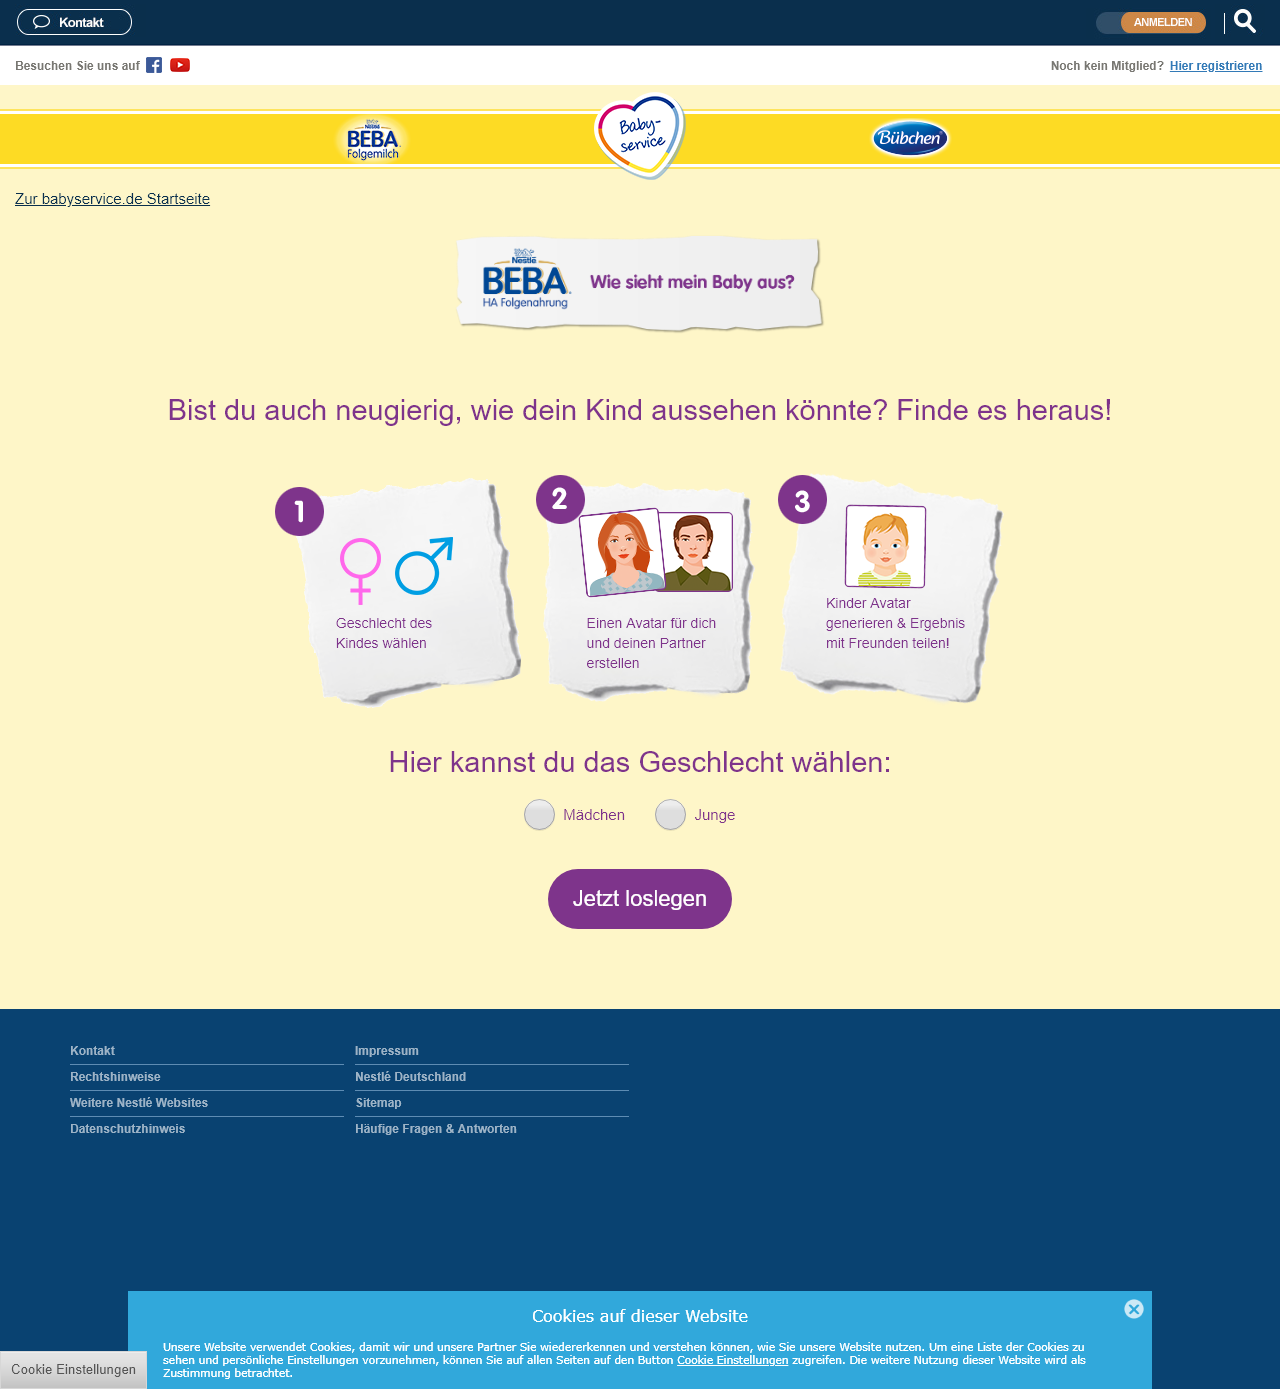 Kontakt
ANMELDEN
Besuchen Sie uns auf
Noch kein Mitglied? Hier registrieren
Nestlé
BEBA
Folgemilch
Baby-
service
Bübchen
Zur babyservice.de Startseite
Nestlé
BEBA
HA Folgenahrung
Wie sieht mein Baby aus?
Bist du auch neugierig, wie dein Kind aussehen könnte? Finde es heraus!
1
Geschlecht des
Kindes wählen
2
Einen Avatar für dich
und deinen Partner
erstellen
3
Kinder Avatar
generieren & Ergebnis
mit Freunden teilen!
Hier kannst du das Geschlecht wählen:
Mädchen
Junge
Jetzt loslegen
Kontakt
Rechtshinweise
Weitere Nestlé Websites
Datenschutzhinweis
Impressum
Nestlé Deutschland
Sitemap
Häufige Fragen & Antworten
Cookies auf dieser Website
Unsere Website verwendet Cookies, damit wir und unsere Partner Sie wiedererkennen und verstehen können, wie Sie unsere Website nutzen. Um eine Liste der Cookies zu
sehen und persönliche Einstellungen vorzunehmen, können Sie auf allen Seiten auf den Button Cookie Einstellungen zugreifen. Die weitere Nutzung dieser Website wird als
Zustimmung betrachtet.
Cookie Einstellungen